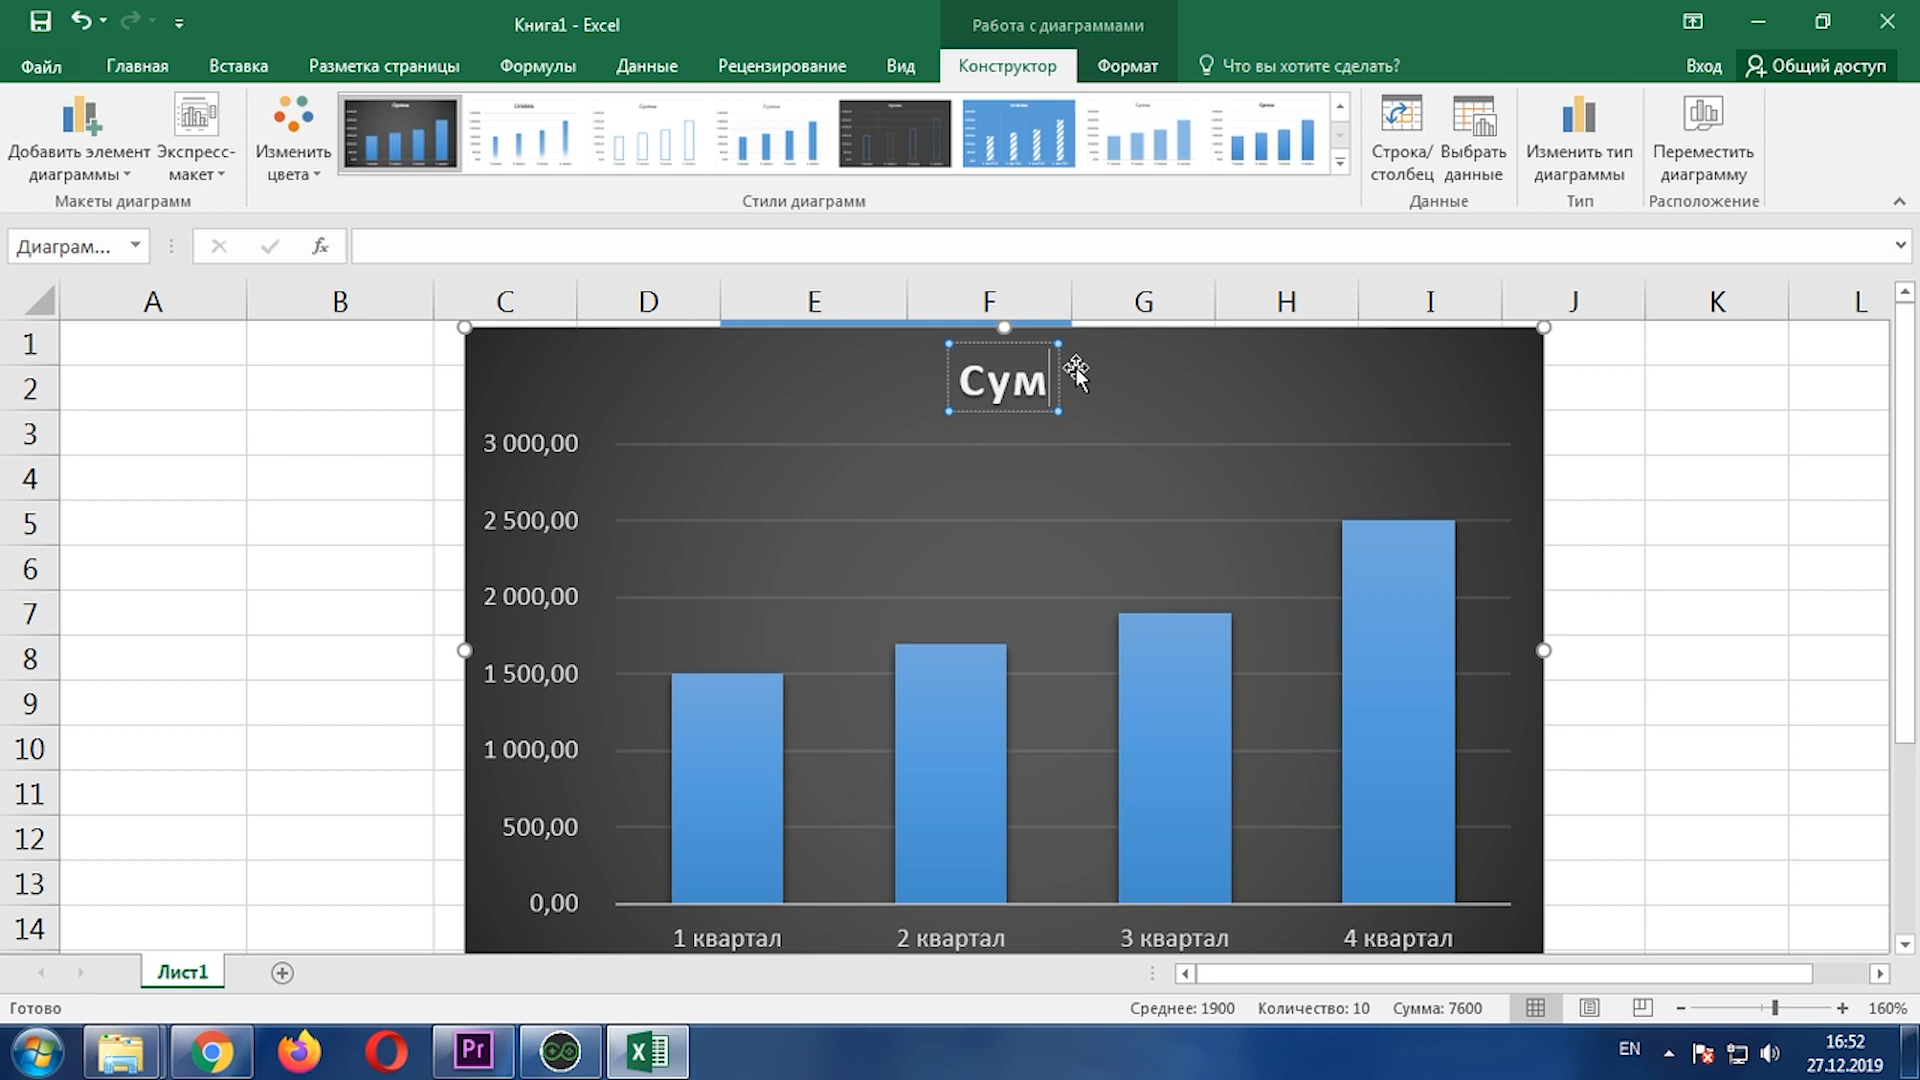 Книга1 - Excel
Работа с диаграммами
Файл
Главная
Вставка
Разметка страницы
Формулы
Данные
Рецензирование
Вид
Конструктор
Формат
Что вы хотите сделать?
Вход
Общий доступ
Добавить элемент диаграммы
Экспресс-макет
Изменить цвета
Строка/столбец
Выбрать данные
Изменить тип диаграммы
Переместить диаграмму
Макеты диаграмм
Стили диаграмм
Данные
Тип
Расположение
Диаграм...
fx
A B C D E F G H I J K L
1
2
3
4
5
6
7
8
9
10
11
12
13
14
Сум
3 000,00
2 500,00
2 000,00
1 500,00
1 000,00
500,00
0,00
1 квартал 2 квартал 3 квартал 4 квартал
Лист1
Готово
Среднее: 1900 Количество: 10 Сумма: 7600
160%
Pr
EN
16:52
27.12.2019